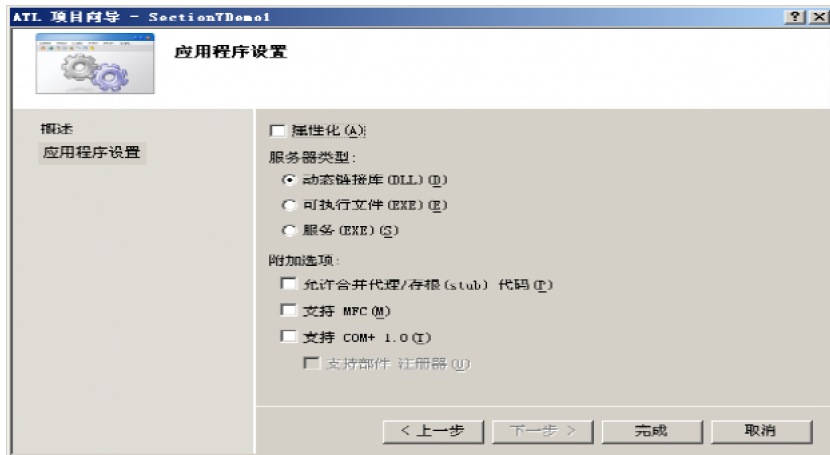 ATL 项目向导 - Section7Demo1
应用程序设置
概述
应用程序设置
属性化(A)
服务器类型:
动态链接库(DLL)(D)
可执行文件(EXE)(E)
服务(EXE)(S)
附加选项:
允许合并代理/存根(stub) 代码(P)
支持 MFC(M)
支持 COM+ 1.0(T)
支持部件 注册器(U)
< 上一步
下一步 >
完成
取消